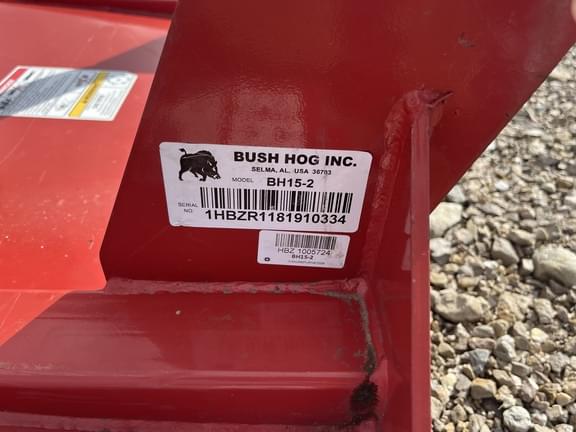 BUSH HOG INC.
SELMA, AL. USA 36703
MODEL BH15-2
SERIAL NO. 1HBZR1181910334
HBZ 1005724
BH15-2